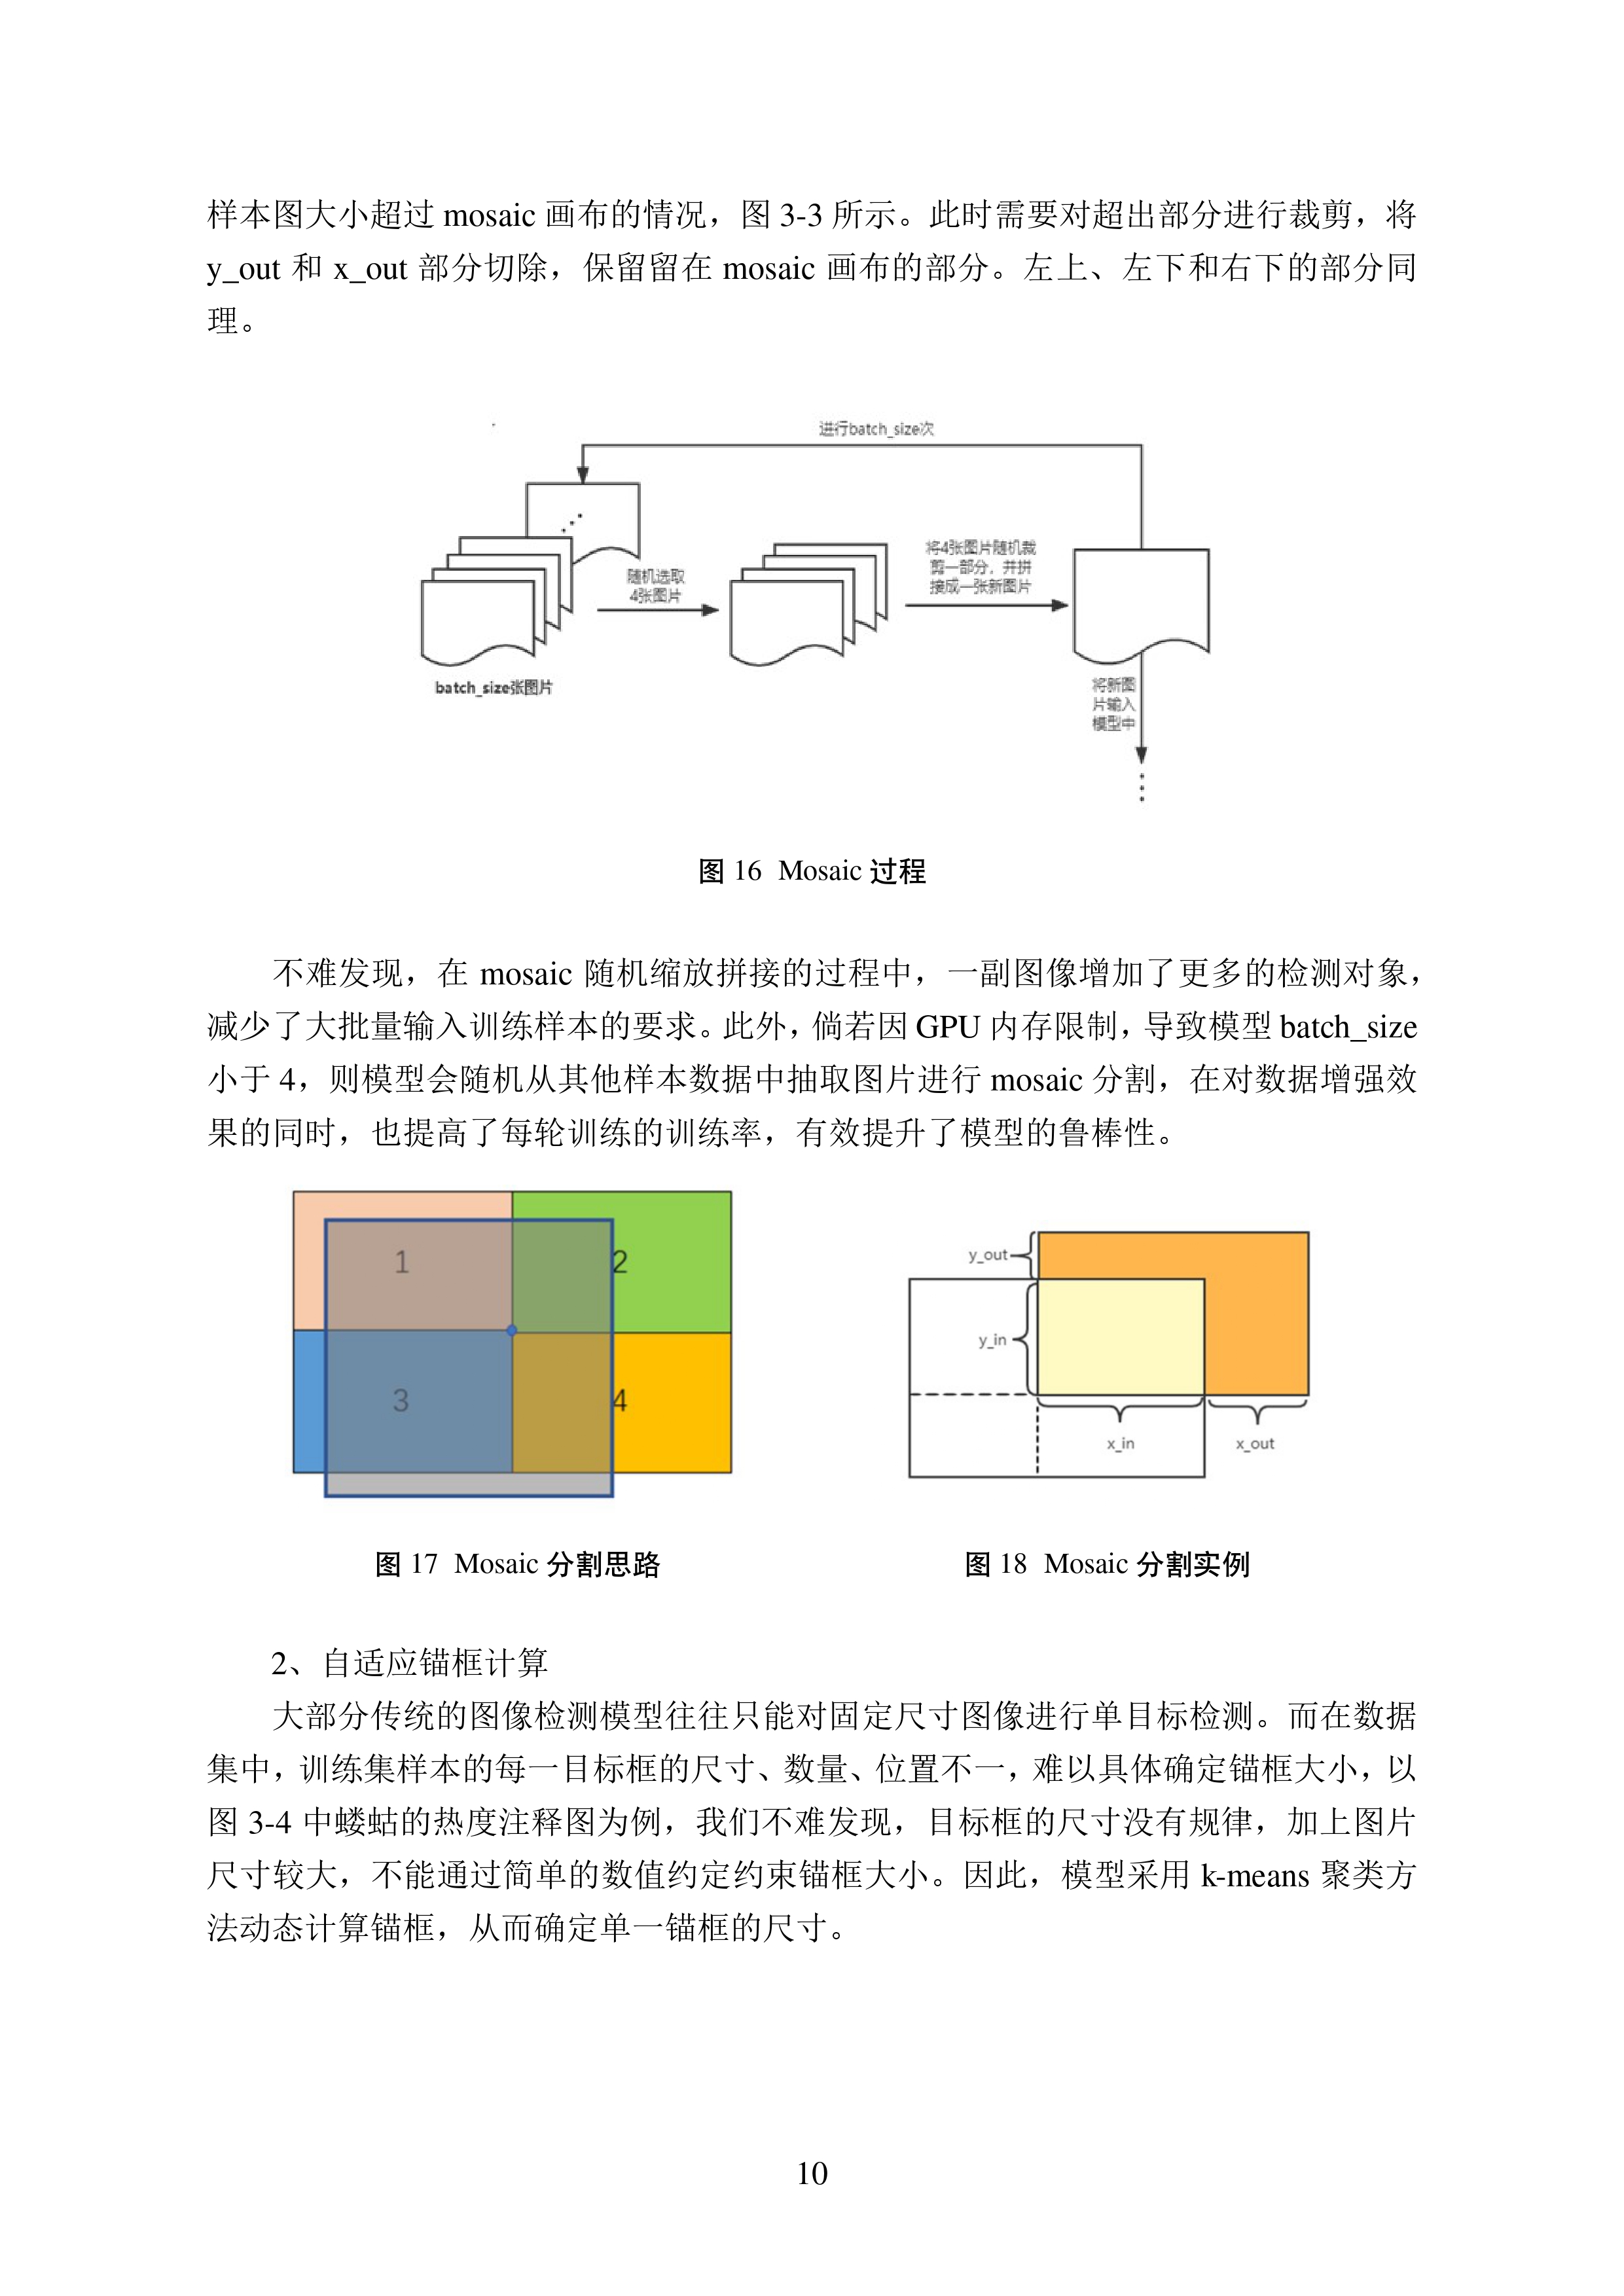 样本图大小超过 mosaic 画布的情况，图 3-3 所示。此时需要对超出部分进行裁剪，将
y_out 和 x_out 部分切除，保留留在 mosaic 画布的部分。左上、左下和右下的部分同
理。
进行batch_size次
随机选取
4张图片
将4张图片随机裁
剪一部分，并拼
接成一张新图片
batch_size张图片
将新图
片输入
模型中
图 16 Mosaic 过程
不难发现，在 mosaic 随机缩放拼接的过程中，一副图像增加了更多的检测对象，
减少了大批量输入训练样本的要求。此外，倘若因 GPU 内存限制，导致模型 batch_size
小于 4，则模型会随机从其他样本数据中抽取图片进行 mosaic 分割，在对数据增强效
果的同时，也提高了每轮训练的训练率，有效提升了模型的鲁棒性。
1
2
3
4
y_out
y_in
x_in
x_out
图 17 Mosaic 分割思路
图 18 Mosaic 分割实例
2、自适应锚框计算
大部分传统的图像检测模型往往只能对固定尺寸图像进行单目标检测。而在数据
集中，训练集样本的每一目标框的尺寸、数量、位置不一，难以具体确定锚框大小，以
图 3-4 中蝼蛄的热度注释图为例，我们不难发现，目标框的尺寸没有规律，加上图片
尺寸较大，不能通过简单的数值约定约束锚框大小。因此，模型采用 k-means 聚类方
法动态计算锚框，从而确定单一锚框的尺寸。
10